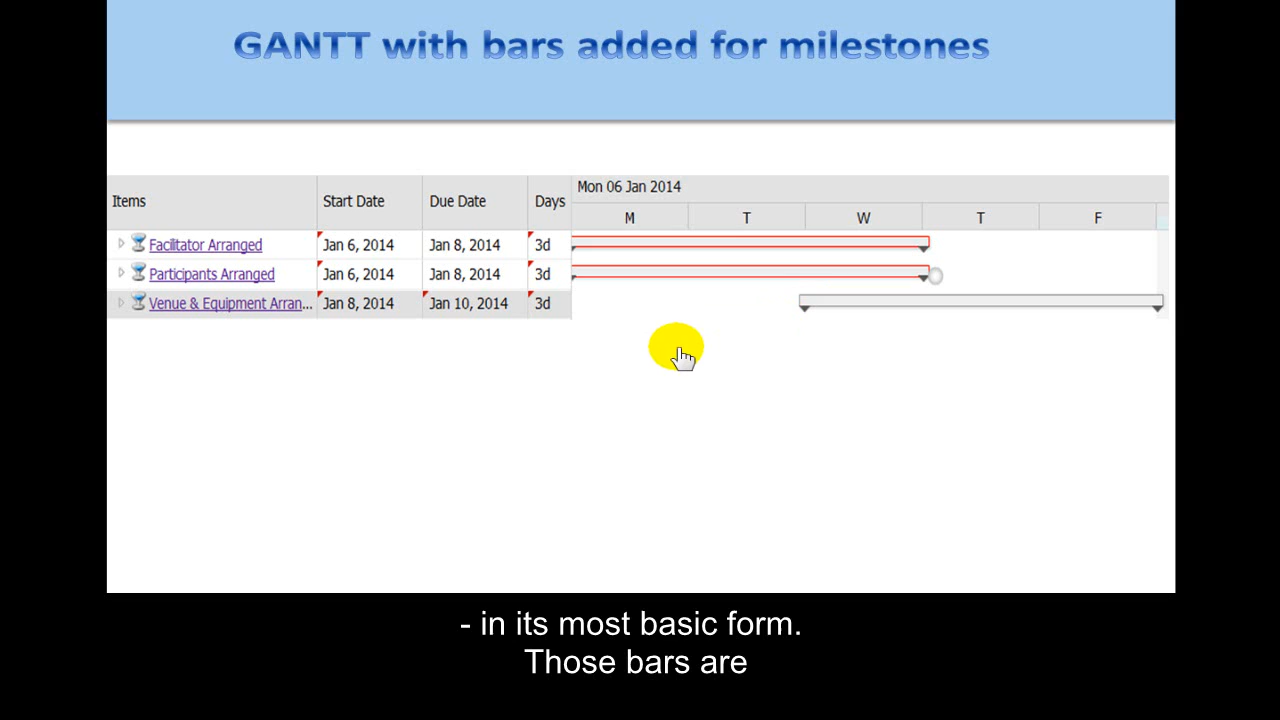 GANTT with bars added for milestones
Mon 06 Jan 2014
Items Start Date Due Date Days
M T W T F
Facilitator Arranged Jan 6, 2014 Jan 8, 2014 3d
Participants Arranged Jan 6, 2014 Jan 8, 2014 3d
Venue & Equipment Arran... Jan 8, 2014 Jan 10, 2014 3d
- in its most basic form.
Those bars are